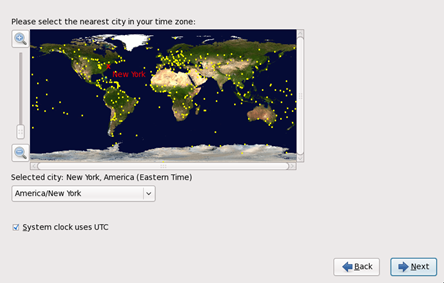 Please select the nearest city in your time zone:
New York
Selected city: New York, America (Eastern Time)
America/New York
System clock uses UTC
Back
Next